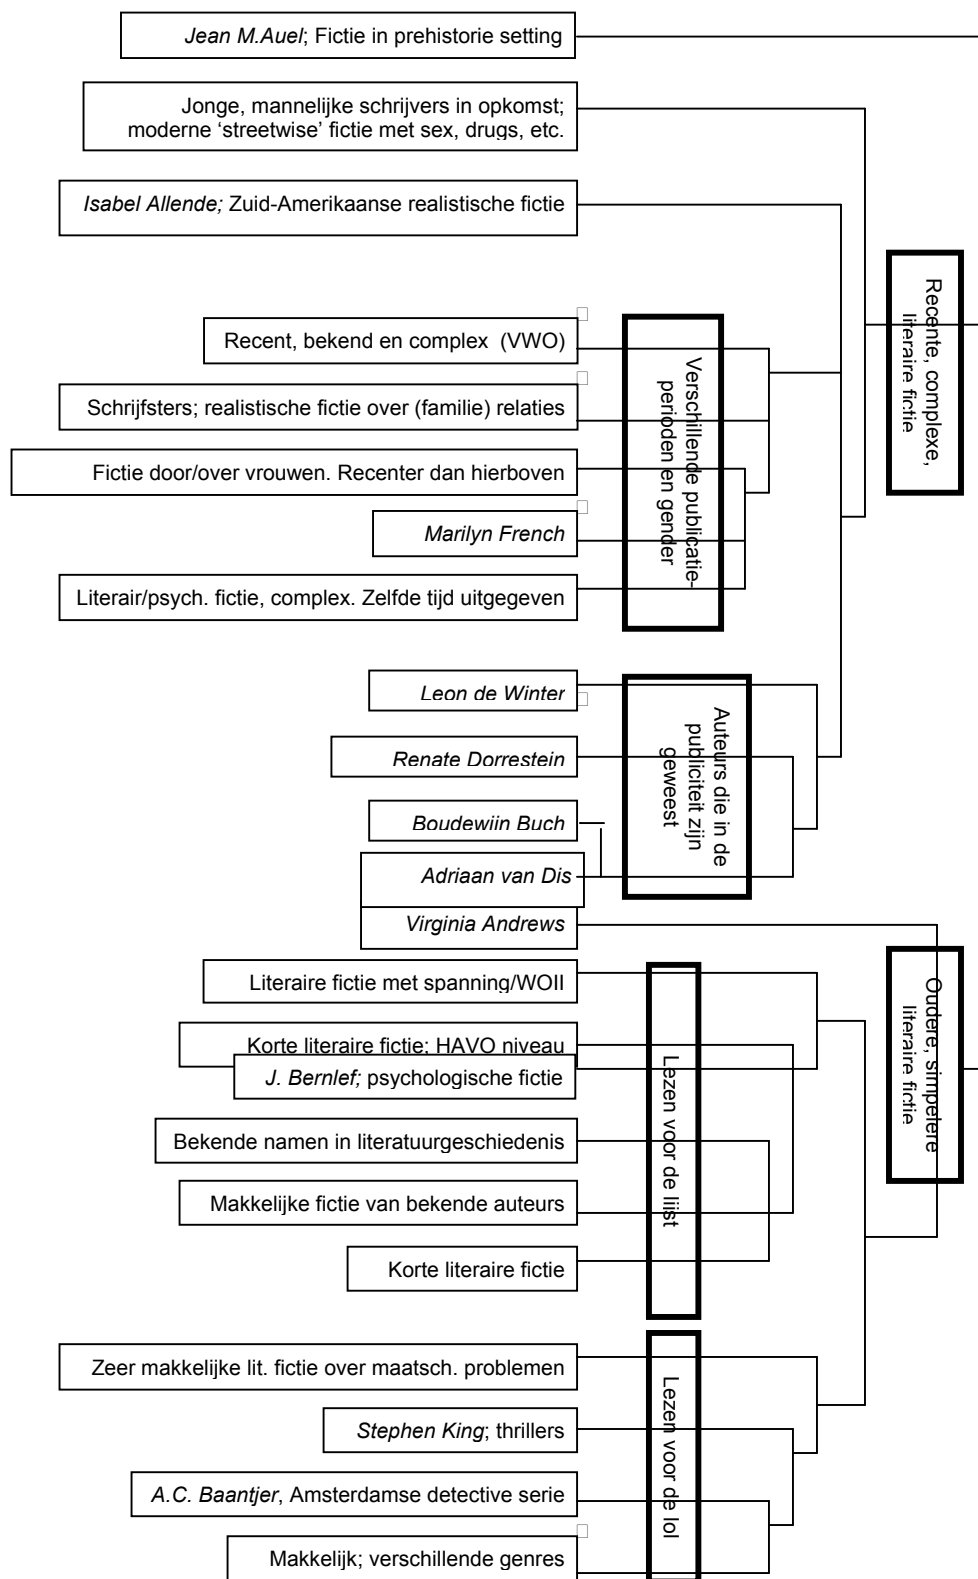 Jean M.Auel; Fictie in prehistorie setting
Jonge, mannelijke schrijvers in opkomst;
moderne ‘streetwise’ fictie met sex, drugs, etc.
Isabel Allende; Zuid-Amerikaanse realistische fictie
Recente, complexe,
literaire fictie
Recent, bekend en complex (VWO)
Schrijfsters; realistische fictie over (familie) relaties
Fictie door/over vrouwen. Recenter dan hierboven
Marilyn French
Literair/psych. fictie, complex. Zelfde tijd uitgegeven
Verschillende publicatie-
perioden en gender
Leon de Winter
Renate Dorrestein
Boudewijn Buch
Adriaan van Dis
Auteurs die in de
publiciteit zijn
geweest
Virginia Andrews
Literaire fictie met spanning/WOII
Korte literaire fictie; HAVO niveau
J. Bernlef; psychologische fictie
Bekende namen in literatuurgeschiedenis
Makkelijke fictie van bekende auteurs
Korte literaire fictie
Lezen voor de lijst
Oudere, simpelere
literaire fictie
Zeer makkelijke lit. fictie over maatsch. problemen
Stephen King; thrillers
A.C. Baantjer, Amsterdamse detective serie
Makkelijk; verschillende genres
Lezen voor de lol